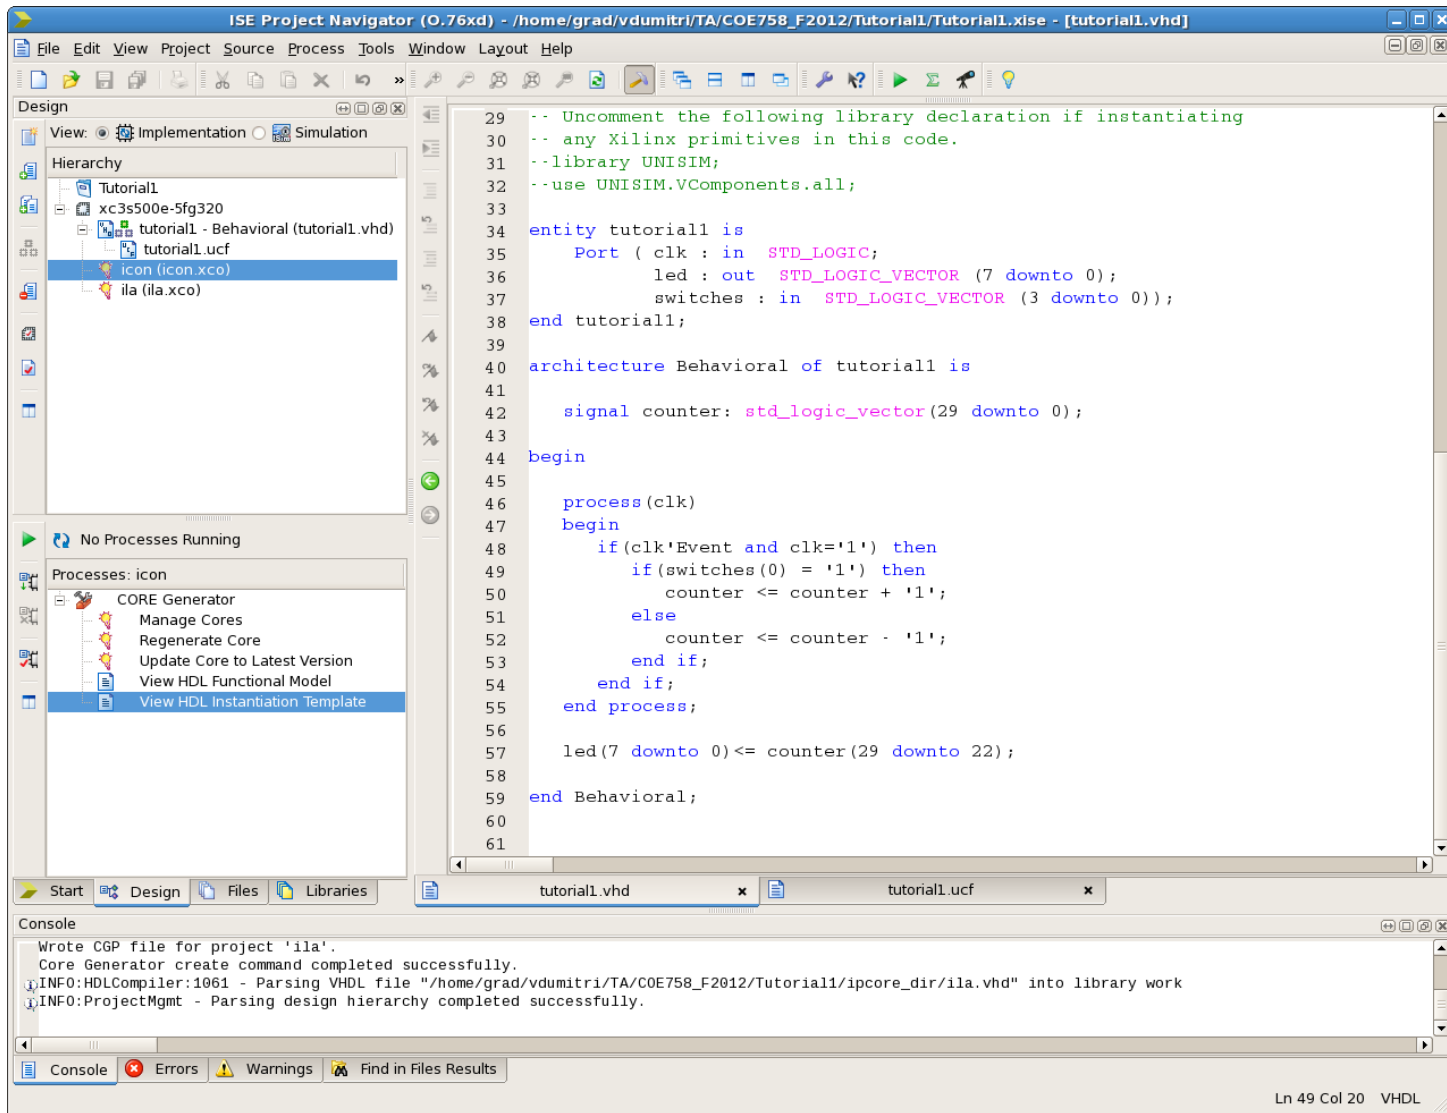 ISE Project Navigator (O.76xd) - /home/grad/vdumitri/TA/COE758_F2012/Tutorial1/Tutorial1.xise - [tutorial1.vhd]
File Edit View Project Source Process Tools Window Layout Help
»
Design
View: Implementation Simulation
Hierarchy
Tutorial1
xc3s500e-5fg320
tutorial1 - Behavioral (tutorial1.vhd)
tutorial1.ucf
icon (icon.xco)
ila (ila.xco)
No Processes Running
Processes: icon
CORE Generator
Manage Cores
Regenerate Core
Update Core to Latest Version
View HDL Functional Model
View HDL Instantiation Template
Start Design Files Libraries
29 -- Uncomment the following library declaration if instantiating
30 -- any Xilinx primitives in this code.
31 --library UNISIM;
32 --use UNISIM.VComponents.all;
33
34 entity tutorial1 is
35 Port ( clk : in STD_LOGIC;
36 led : out STD_LOGIC_VECTOR (7 downto 0);
37 switches : in STD_LOGIC_VECTOR (3 downto 0));
38 end tutorial1;
39
40 architecture Behavioral of tutorial1 is
41
42 signal counter: std_logic_vector(29 downto 0);
43
44 begin
45
46 process(clk)
47 begin
48 if(clk'Event and clk='1') then
49 if(switches(0) = '1') then
50 counter <= counter + '1';
51 else
52 counter <= counter - '1';
53 end if;
54 end if;
55 end process;
56
57 led(7 downto 0)<= counter(29 downto 22);
58
59 end Behavioral;
60
61
tutorial1.vhd tutorial1.ucf
Console
Wrote CGP file for project 'ila'.
Core Generator create command completed successfully.
INFO:HDLCompiler:1061 - Parsing VHDL file "/home/grad/vdumitri/TA/COE758_F2012/Tutorial1/ipcore_dir/ila.vhd" into library work
INFO:ProjectMgmt - Parsing design hierarchy completed successfully.
Console Errors Warnings Find in Files Results
Ln 49 Col 20 VHDL